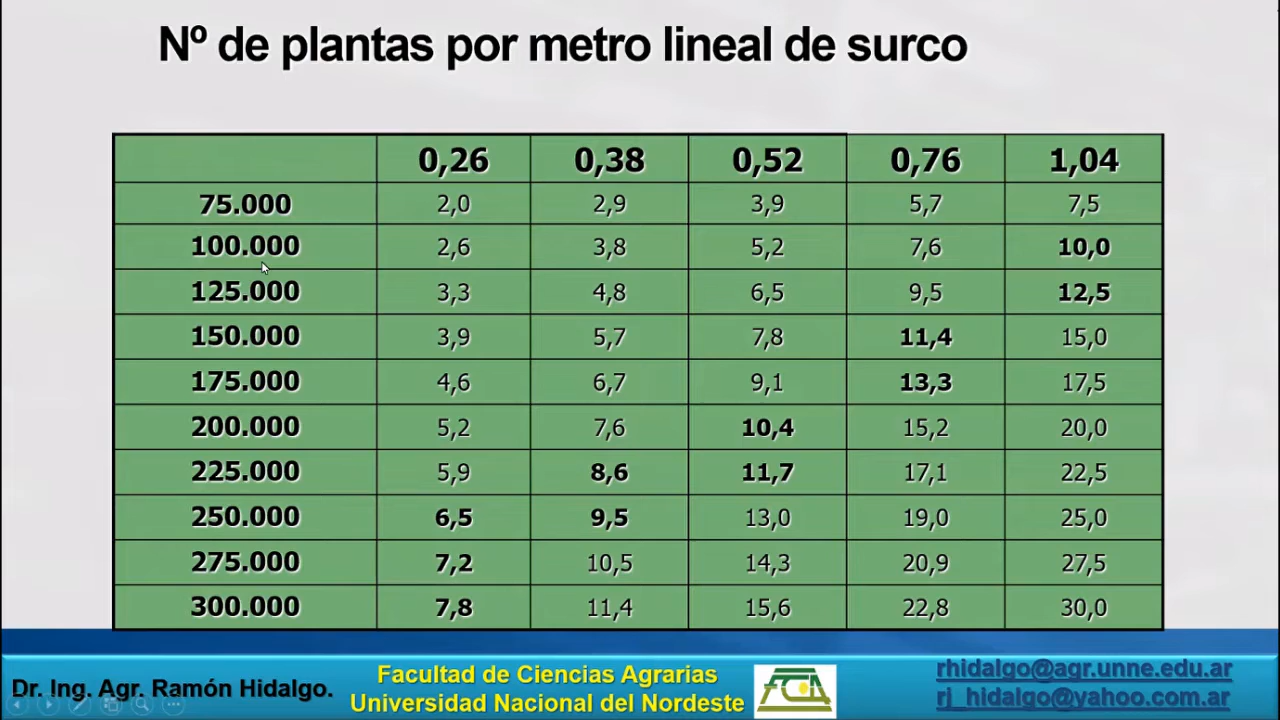 Nº de plantas por metro lineal de surco
0,26 0,38 0,52 0,76 1,04
75.000 2,0 2,9 3,9 5,7 7,5
100.000 2,6 3,8 5,2 7,6 10,0
125.000 3,3 4,8 6,5 9,5 12,5
150.000 3,9 5,7 7,8 11,4 15,0
175.000 4,6 6,7 9,1 13,3 17,5
200.000 5,2 7,6 10,4 15,2 20,0
225.000 5,9 8,6 11,7 17,1 22,5
250.000 6,5 9,5 13,0 19,0 25,0
275.000 7,2 10,5 14,3 20,9 27,5
300.000 7,8 11,4 15,6 22,8 30,0
Dr. Ing. Agr. Ramón Hidalgo.
Facultad de Ciencias Agrarias
Universidad Nacional del Nordeste
FCA
rhidalgo@agr.unne.edu.ar
rj_hidalgo@yahoo.com.ar